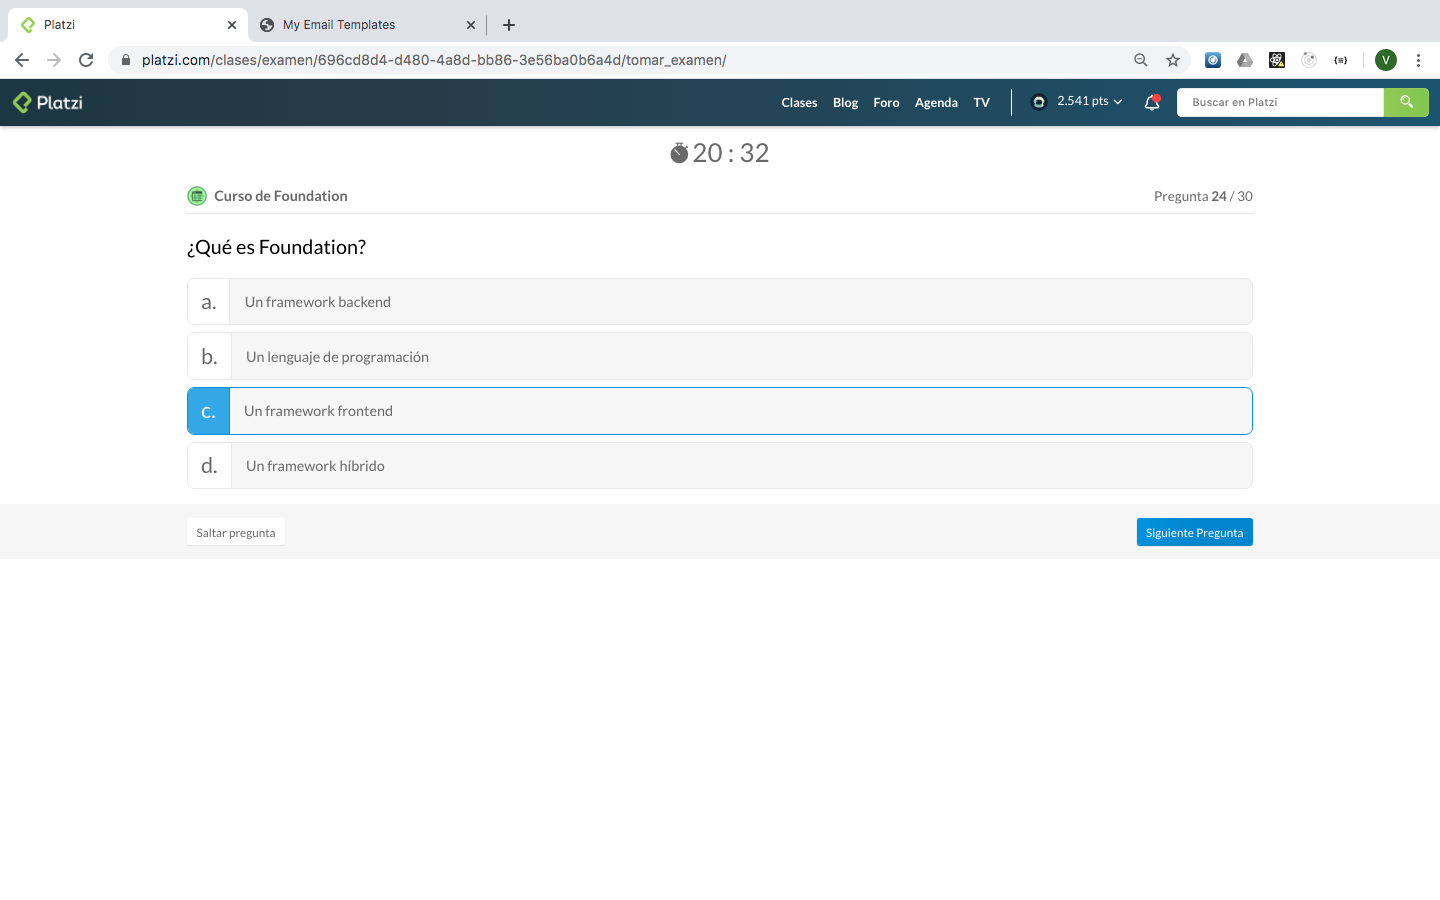 Platzi
My Email Templates
platzi.com/clases/examen/696cd8d4-d480-4a8d-bb86-3e56ba0b6a4d/tomar_examen/
V
Platzi
Clases
Blog
Foro
Agenda
TV
2.541 pts
Buscar en Platzi
20 : 32
Curso de Foundation
Pregunta 24 / 30
¿Qué es Foundation?
a. Un framework backend
b. Un lenguaje de programación
c. Un framework frontend
d. Un framework híbrido
Saltar pregunta
Siguiente Pregunta